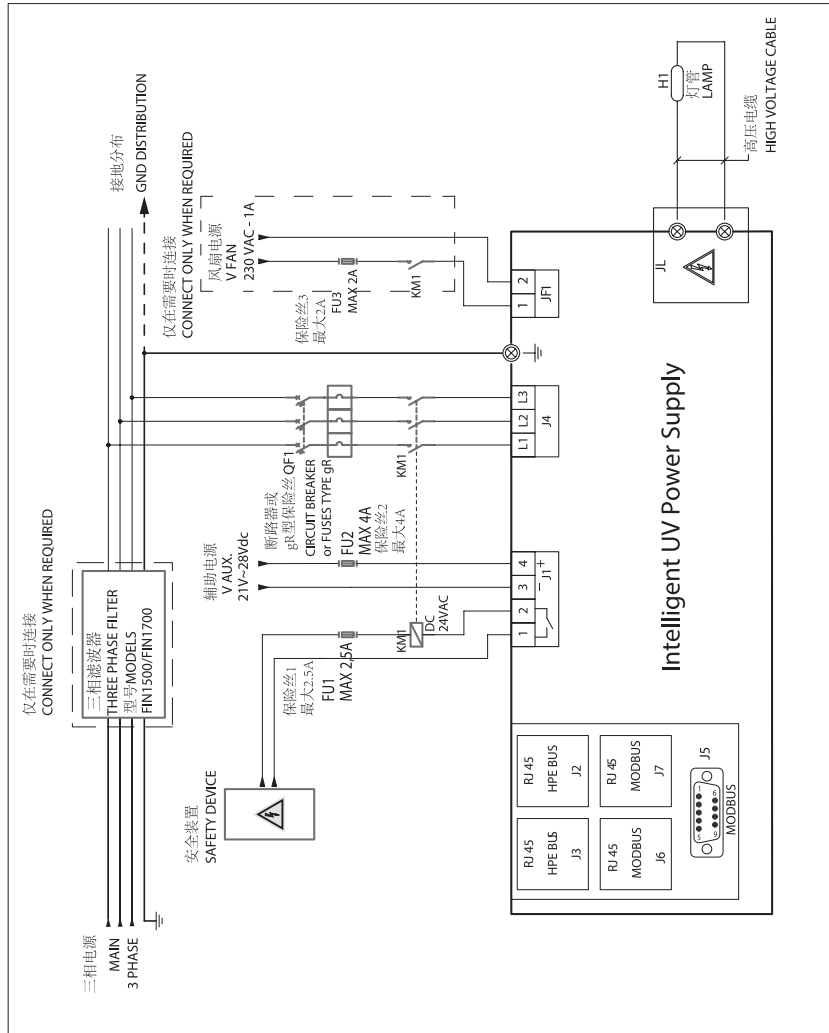 三相电源
MAIN
3 PHASE
仅在需要时连接
CONNECT ONLY WHEN REQUIRED
三相滤波器
THREE PHASE FILTER
型号MODELS
FIN1500/FIN1700
接地分布
GND DISTRIBUTION
仅在需要时连接
CONNECT ONLY WHEN REQUIRED
风扇电源
V FAN
230 VAC - 1A
保险丝3
最大2A
FU3
MAX 2A
KM1
安全装置
SAFETY DEVICE
保险丝1
最大2.5A
FU1
MAX 2,5A
辅助电源
V AUX.
21V~28Vdc
断路器或
gR型保险丝 QF1
CIRCUIT BREAKER
or FUSES TYPE gR
FU2
MAX 4A
保险丝2
最大4A
KM1
KM1
DC
24VAC
1
2
3
4
−
+
J1
L1
L2
L3
J4
1
2
JF1
JL
H1
灯管
LAMP
高压电缆
HIGH VOLTAGE CABLE
RJ 45
HPE BUS
J3
RJ 45
HPE BUS
J2
RJ 45
MODBUS
J6
RJ 45
MODBUS
J7
J5
5
1
9
6
MODBUS
Intelligent UV Power Supply